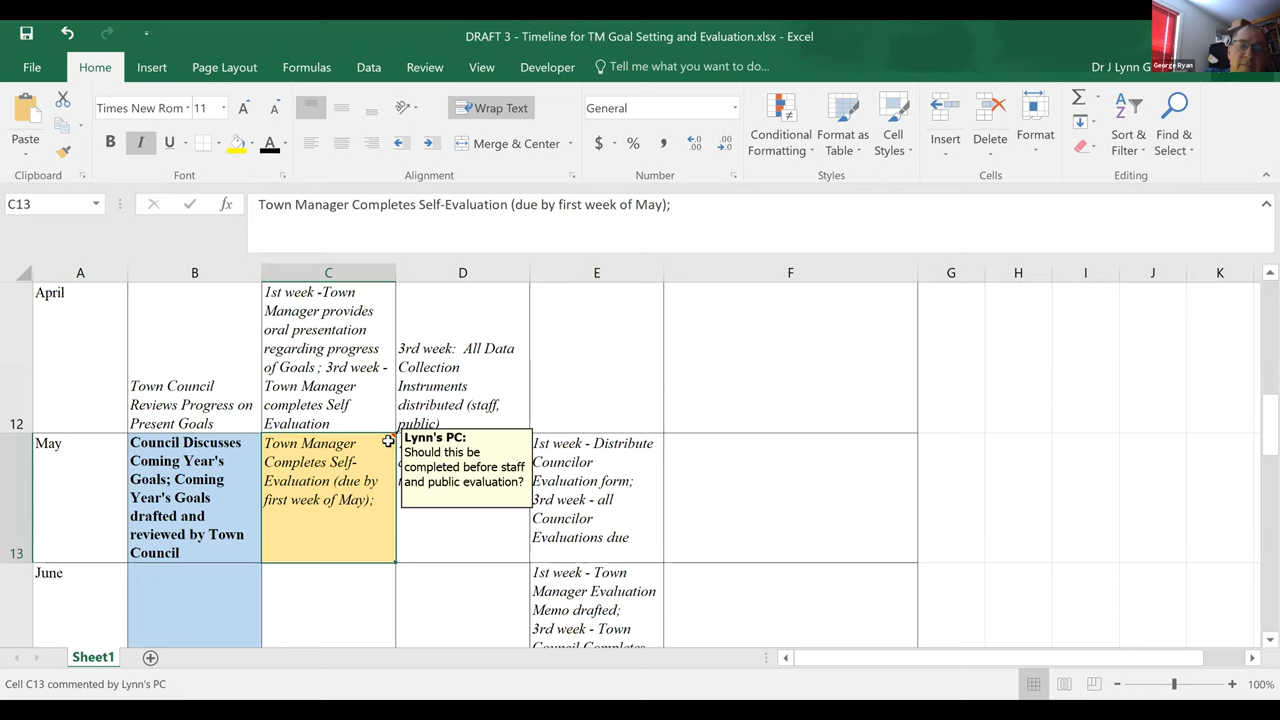 DRAFT 3 - Timeline for TM Goal Setting and Evaluation.xlsx - Excel
George Ryan
File Home Insert Page Layout Formulas Data Review View Developer Tell me what you want to do... Dr J Lynn G
Times New Rom 11 Wrap Text General
Paste B I U A Merge & Center $ % Conditional Formatting Format as Table Cell Styles Insert Delete Format Sort & Filter Find & Select
Clipboard Font Alignment Number Styles Cells Editing
C13 fx Town Manager Completes Self-Evaluation (due by first week of May);
A B C D E F G H I J K
12
April
Town Council
Reviews Progress on
Present Goals
1st week -Town
Manager provides
oral presentation
regarding progress
of Goals ; 3rd week -
Town Manager
completes Self
Evaluation
3rd week: All Data
Collection
Instruments
distributed (staff,
public)
13
May
Council Discusses
Coming Year's
Goals; Coming
Year's Goals
drafted and
reviewed by Town
Council
Town Manager
Completes Self-
Evaluation (due by
first week of May);
Lynn's PC:
Should this be
completed before staff
and public evaluation?
1st week - Distribute
Councilor
Evaluation form;
3rd week - all
Councilor
Evaluations due
June
1st week - Town
Manager Evaluation
Memo drafted;
3rd week - Town
Council Completes
Sheet1
Cell C13 commented by Lynn's PC
100%